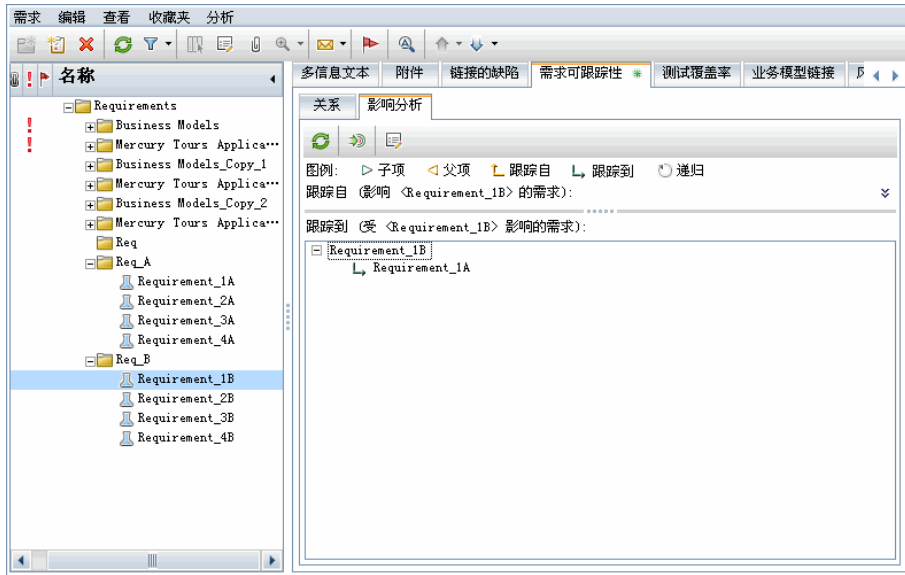 需求 编辑 查看 收藏夹 分析
名称
Requirements
Business Models
Mercury Tours Applica…
Business Models_Copy_1
Mercury Tours Applica…
Business Models_Copy_2
Mercury Tours Applica…
Req
Req_A
Requirement_1A
Requirement_2A
Requirement_3A
Requirement_4A
Req_B
Requirement_1B
Requirement_2B
Requirement_3B
Requirement_4B
多信息文本 附件 链接的缺陷 需求可跟踪性 * 测试覆盖率 业务模型链接
关系 影响分析
图例: 子项 父项 跟踪自 跟踪到 递归
跟踪自 (影响 <Requirement_1B> 的需求):
跟踪到 (受 <Requirement_1B> 影响的需求):
Requirement_1B
Requirement_1A